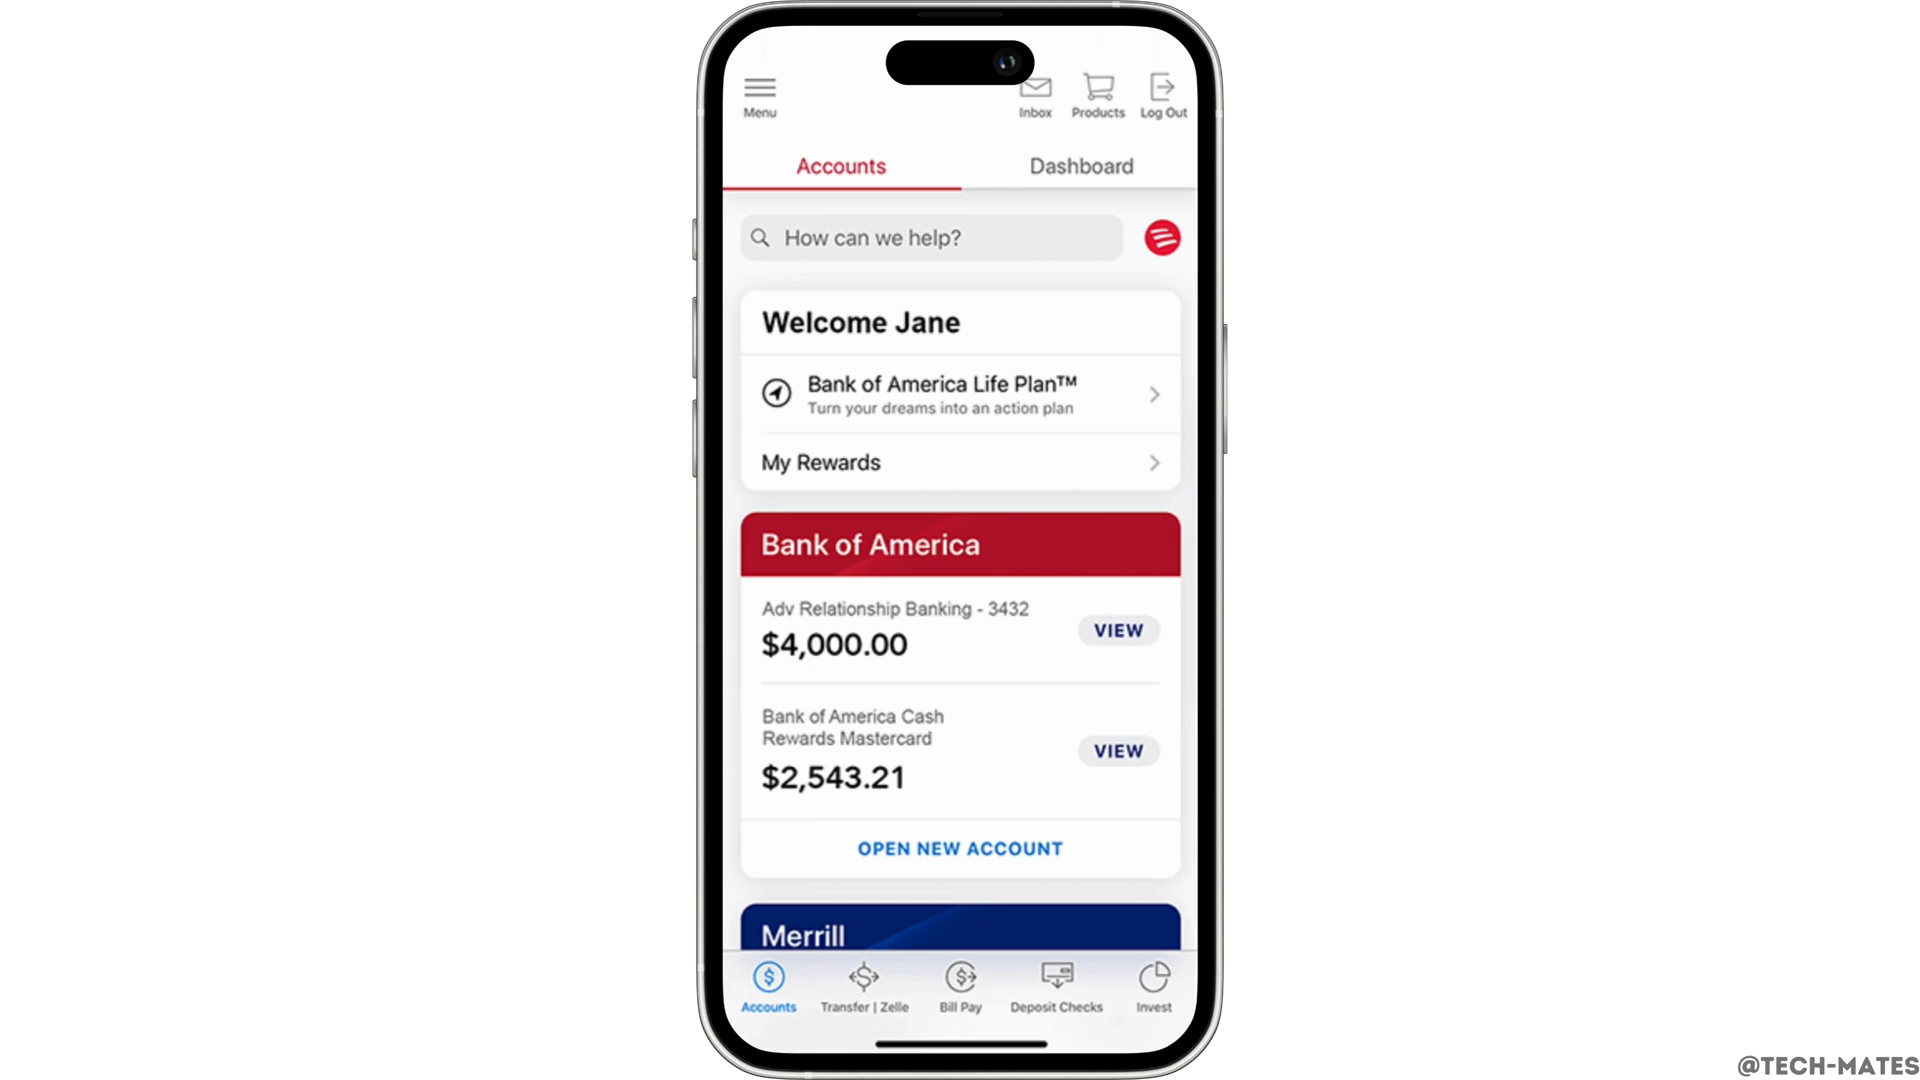 Menu
Inbox
Products
Log Out
Accounts
Dashboard
How can we help?
Welcome Jane
Bank of America Life Plan™
Turn your dreams into an action plan
My Rewards
Bank of America
Adv Relationship Banking - 3432
$4,000.00
VIEW
Bank of America Cash
Rewards Mastercard
$2,543.21
VIEW
OPEN NEW ACCOUNT
Merrill
Accounts
Transfer | Zelle
Bill Pay
Deposit Checks
Invest
@TECH-MATES